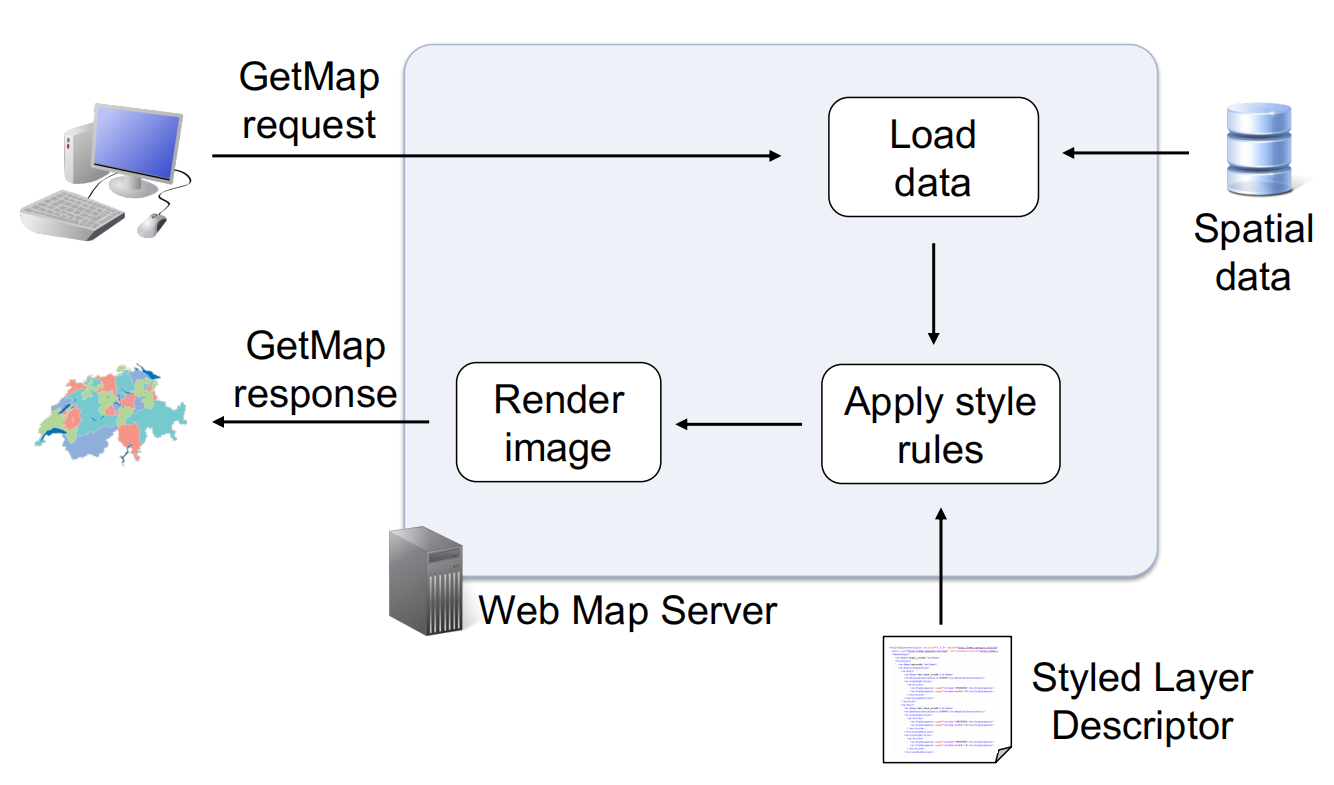 GetMap
request
Load
data
Spatial
data
GetMap
response
Render
image
Apply style
rules
Web Map Server
Styled Layer
Descriptor